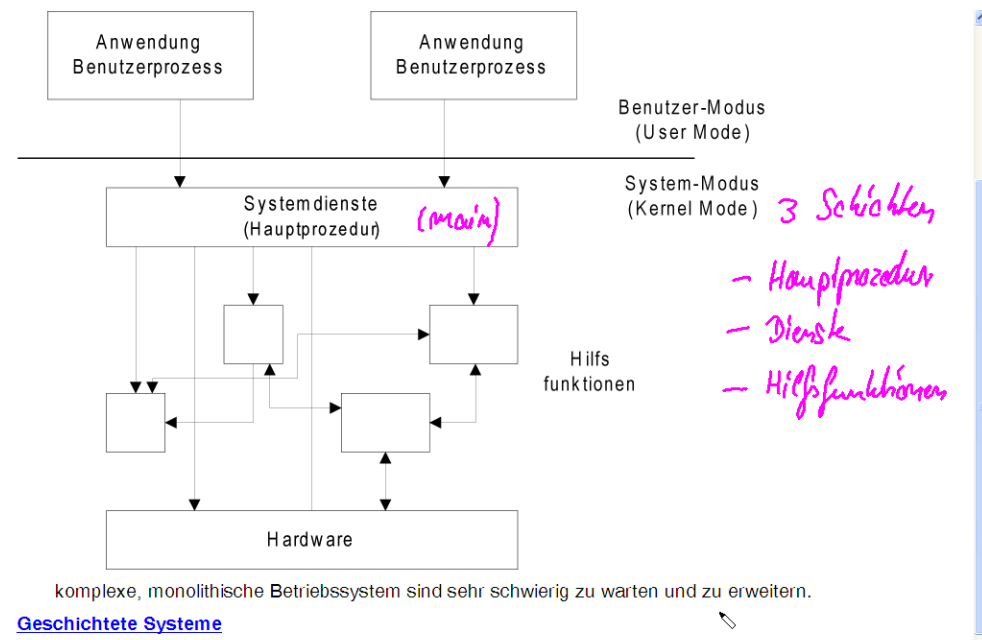 Anwendung
Benutzerprozess
Anwendung
Benutzerprozess
Benutzer-Modus
(User Mode)
System-Modus
(Kernel Mode)
3 Schichten
Systemdienste
(Hauptprozedur)
(main)
- Hauptprozedur
- Dienste
- Hilfsfunktionen
Hilfs
funktionen
Hardware
komplexe, monolithische Betriebssystem sind sehr schwierig zu warten und zu erweitern.
Geschichtete Systeme